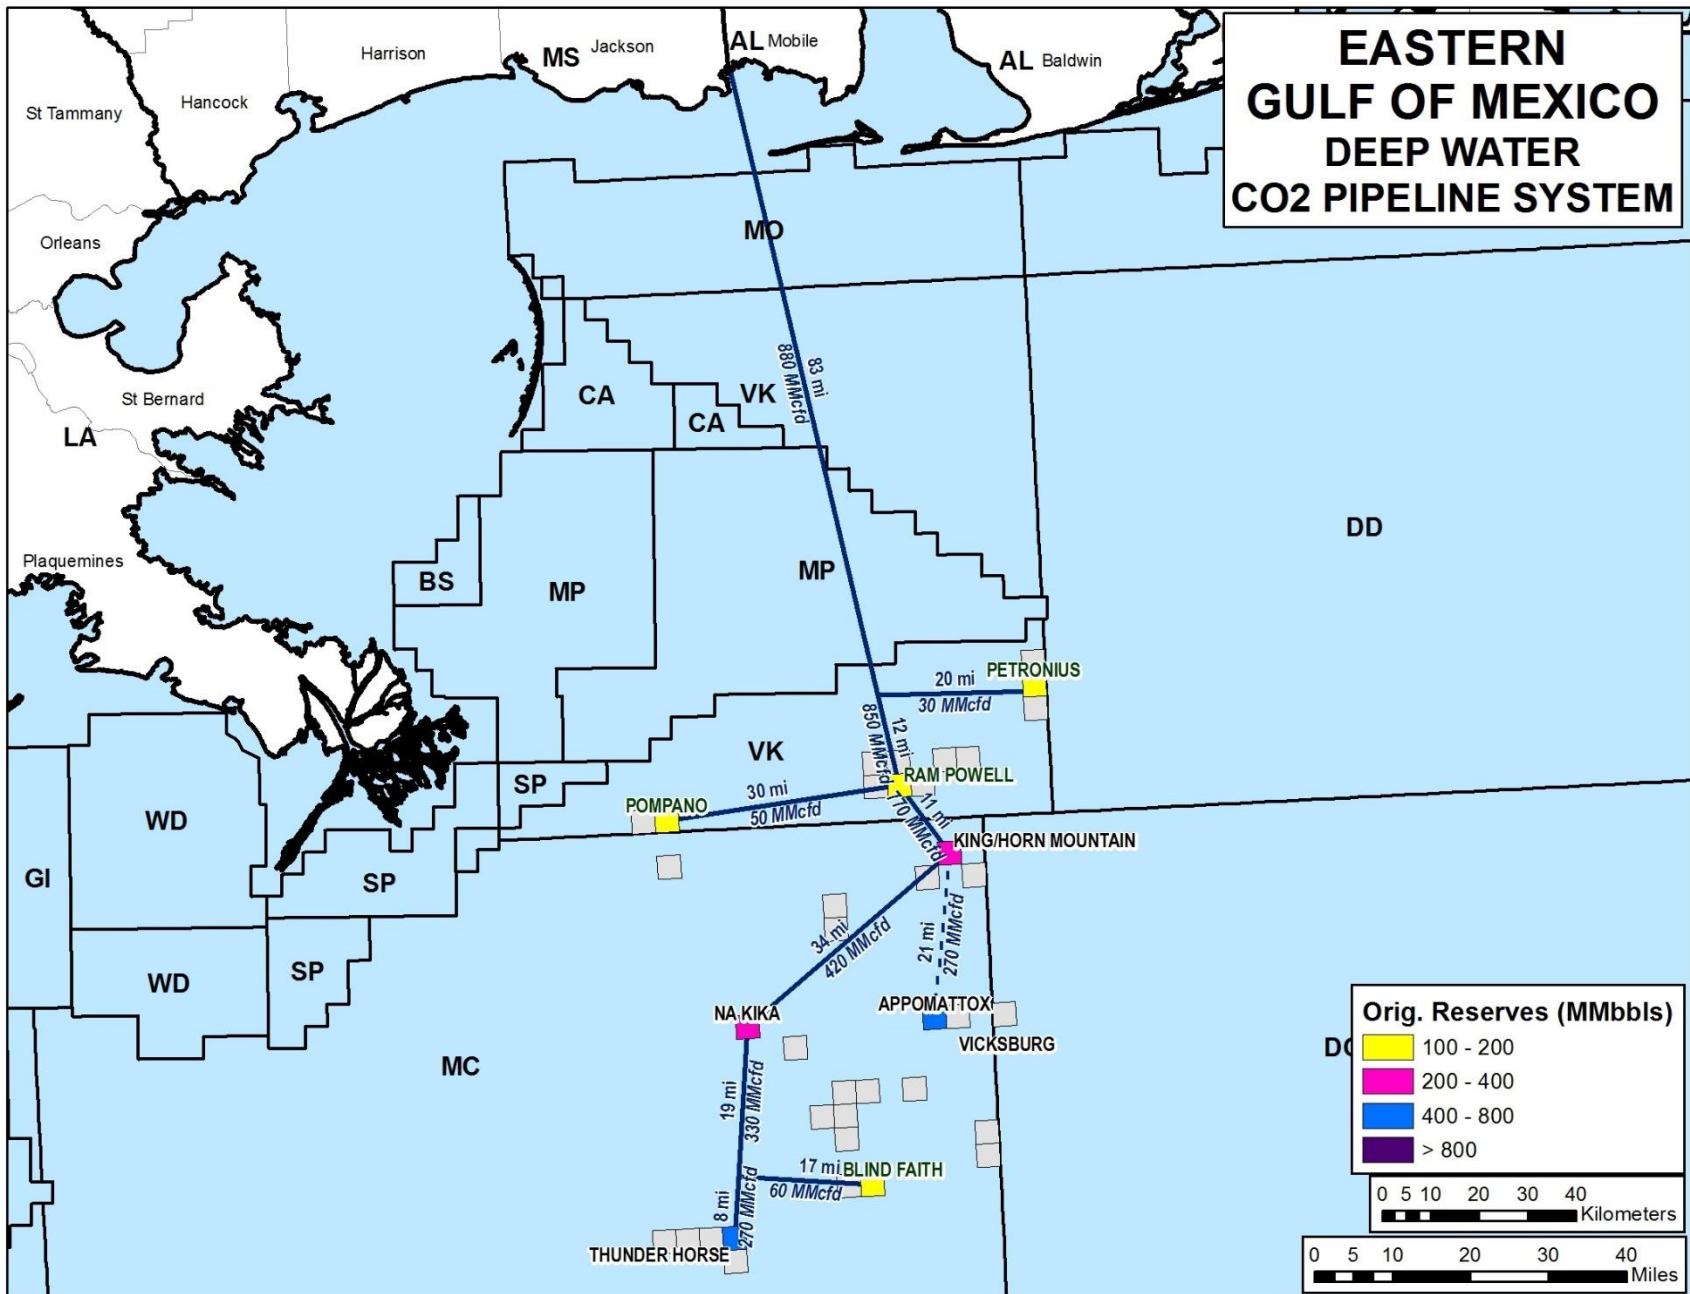 EASTERN
GULF OF MEXICO
DEEP WATER
CO2 PIPELINE SYSTEM
Harrison
MS Jackson
AL Mobile
AL Baldwin
St Tammany
Hancock
Orleans
MO
St Bernard
LA
CA
CA
VK
83 mi
880 MMcfd
DD
Plaquemines
BS
MP
MP
PETRONIUS
20 mi
30 MMcfd
12 mi
850 MMcfd
VK
RAM POWELL
SP
30 mi
50 MMcfd
POMPANO
11 mi
770 MMcfd
WD
KING/HORN MOUNTAIN
GI
SP
34 mi
420 MMcfd
21 mi
270 MMcfd
WD
SP
NA KIKA
APPOMATTOX
VICKSBURG
MC
19 mi
330 MMcfd
17 mi
60 MMcfd
BLIND FAITH
8 mi
270 MMcfd
THUNDER HORSE
Orig. Reserves (MMbbls)
100 - 200
200 - 400
400 - 800
> 800
0 5 10 20 30 40
Kilometers
0 5 10 20 30 40
Miles